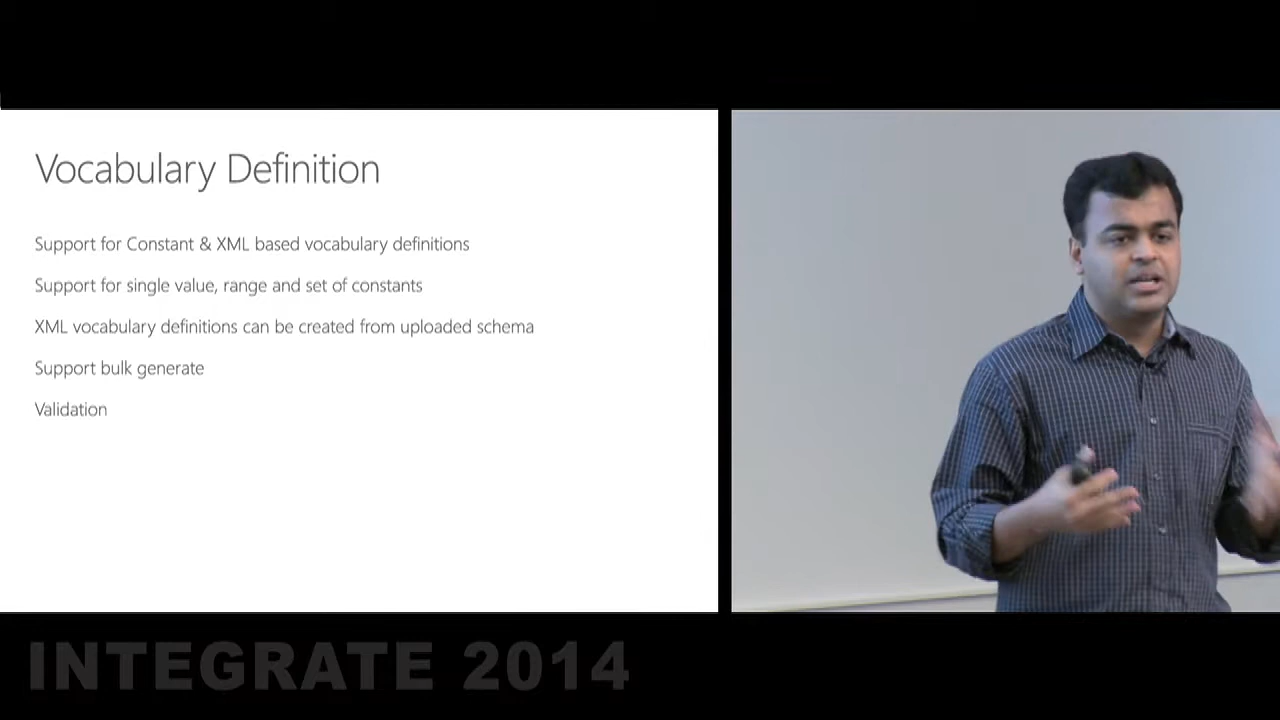 Vocabulary Definition
Support for Constant & XML based vocabulary definitions
Support for single value, range and set of constants
XML vocabulary definitions can be created from uploaded schema
Support bulk generate
Validation
INTEGRATE 2014